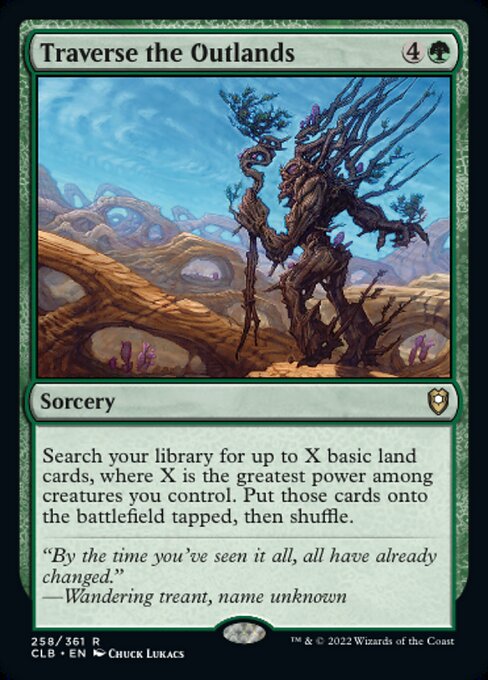 Traverse the Outlands 4
Sorcery
Search your library for up to X basic land
cards, where X is the greatest power among
creatures you control. Put those cards onto
the battlefield tapped, then shuffle.
“By the time you’ve seen it all, all have already
changed.”
—Wandering treant, name unknown
258/361 R
CLB • EN Chuck Lukacs
™ & © 2022 Wizards of the Coast